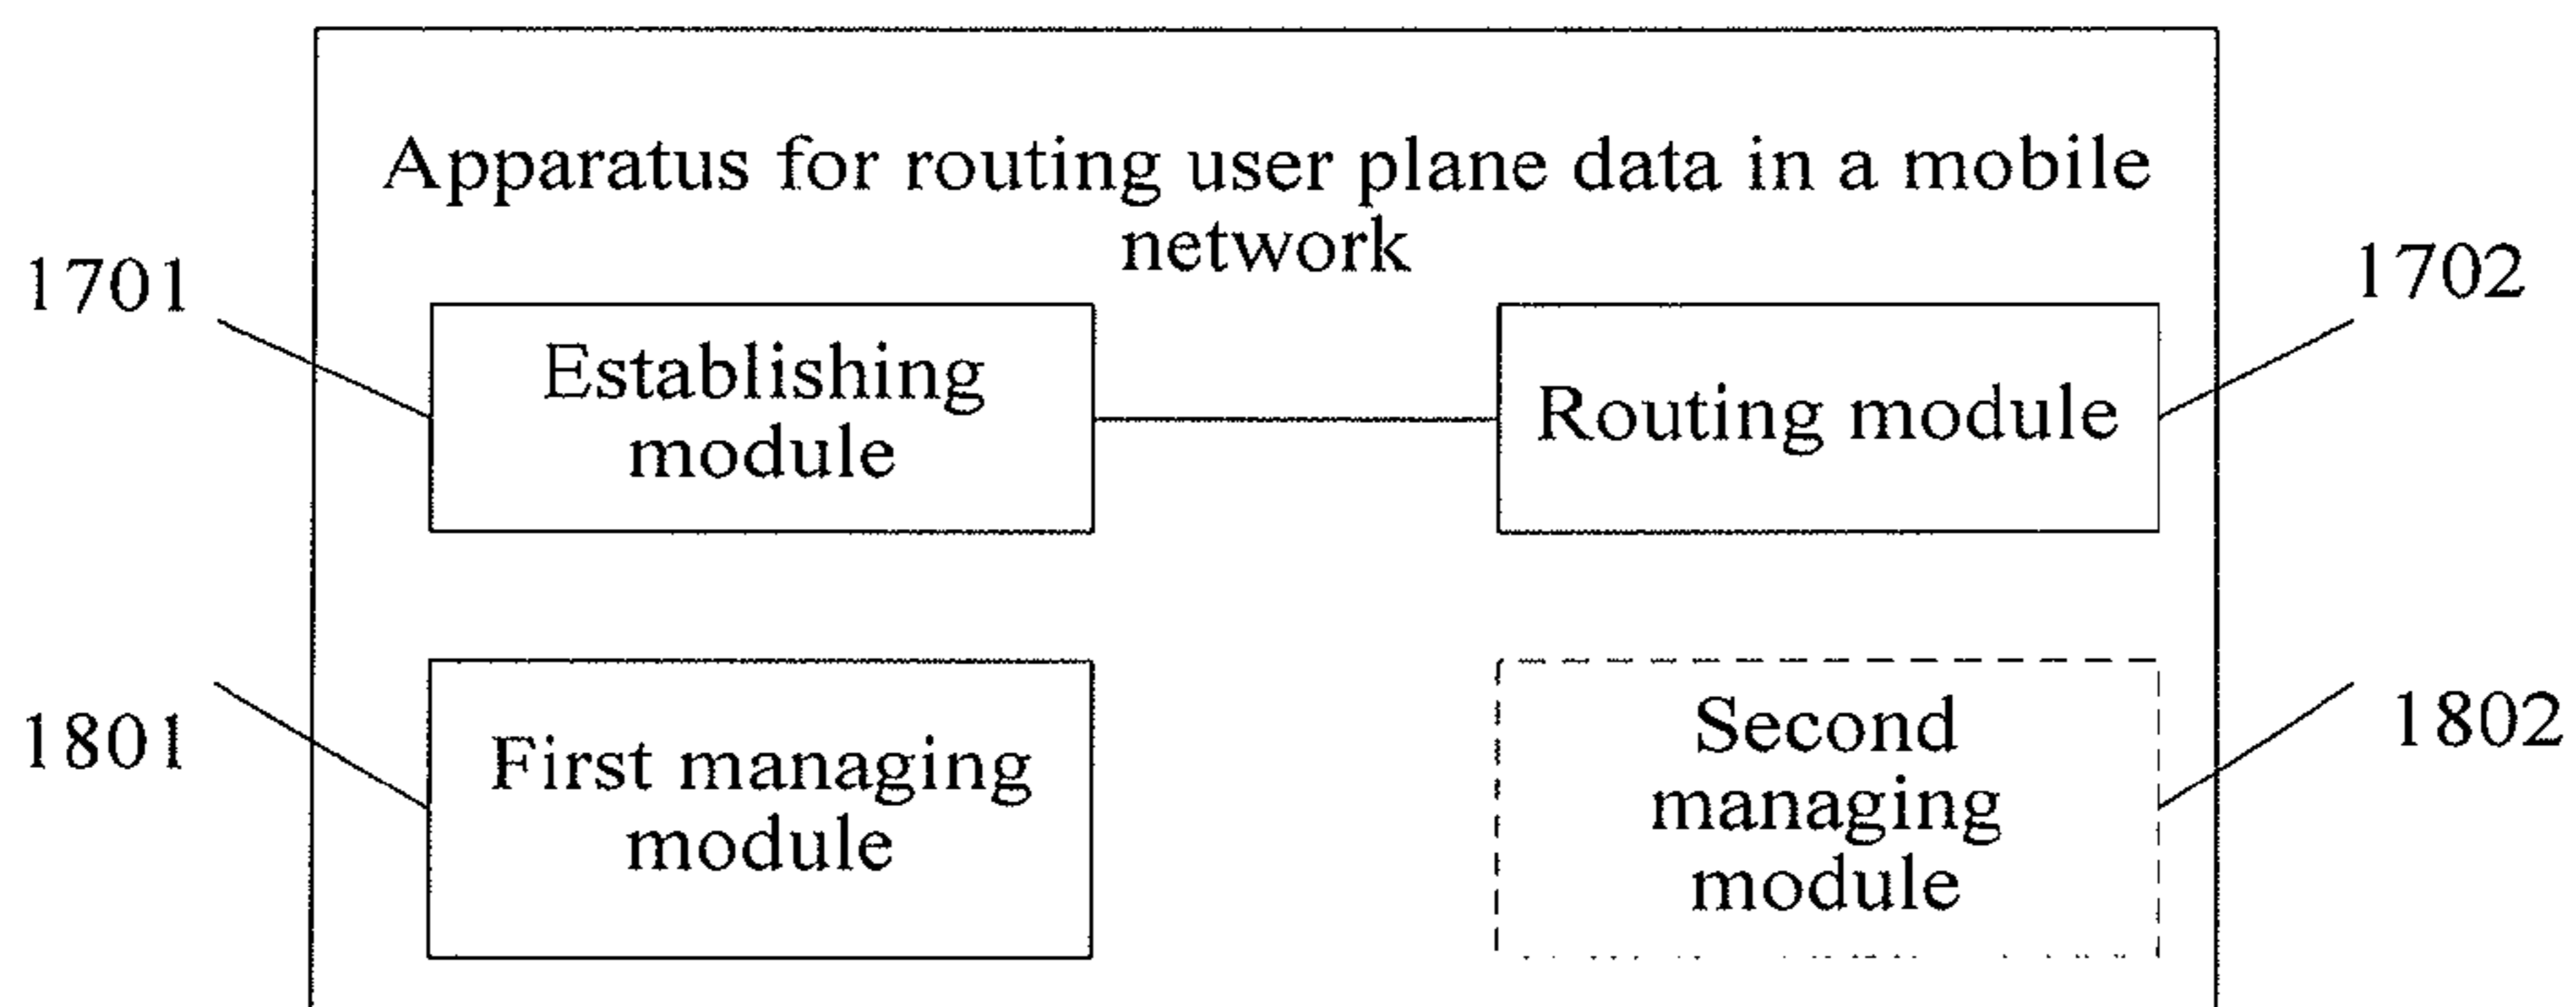 Apparatus for routing user plane data in a mobile
network
1701
1702
Establishing
module
Routing module
1801
1802
First managing
module
Second
managing
module